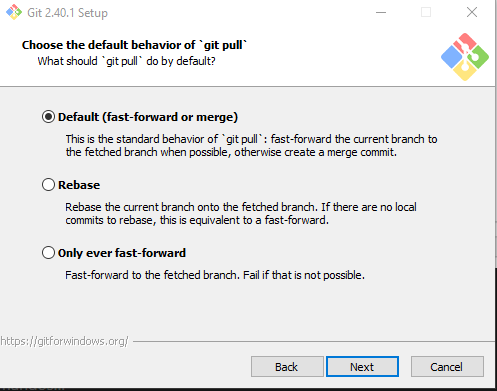 Git 2.40.1 Setup
Choose the default behavior of `git pull`
What should `git pull` do by default?
Default (fast-forward or merge)
This is the standard behavior of `git pull`: fast-forward the current branch to
the fetched branch when possible, otherwise create a merge commit.
Rebase
Rebase the current branch onto the fetched branch. If there are no local
commits to rebase, this is equivalent to a fast-forward.
Only ever fast-forward
Fast-forward to the fetched branch. Fail if that is not possible.
https://gitforwindows.org/
Back
Next
Cancel